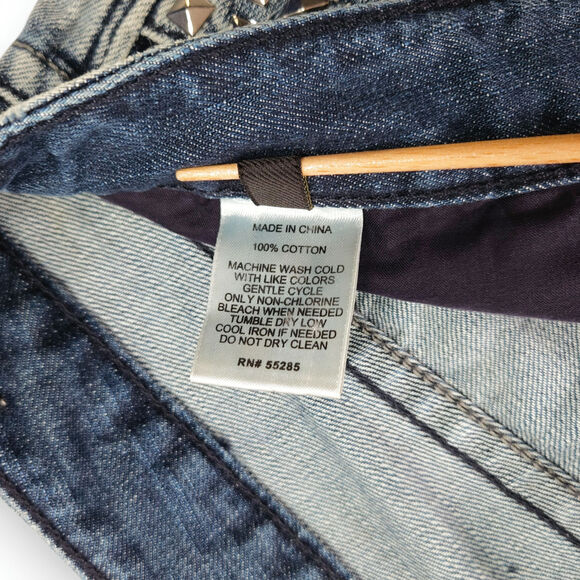 MADE IN CHINA
100% COTTON
MACHINE WASH COLD
WITH LIKE COLORS
GENTLE CYCLE
ONLY NON-CHLORINE
BLEACH WHEN NEEDED
TUMBLE DRY LOW
COOL IRON IF NEEDED
DO NOT DRY CLEAN
RN# 55285